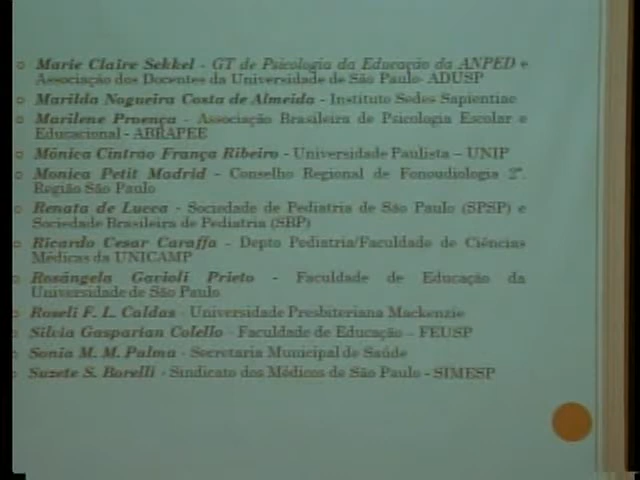 Marie Claire Sekkel - GT de Psicologia da Educação da ANPED e
Associação dos Docentes da Universidade de São Paulo- ADUSP
Marilda Nogueira Costa de Almeida - Instituto Sedes Sapientiae
Marilene Proença - Associação Brasileira de Psicologia Escolar e
Educacional - ABRAPEE
Mônica Cintrão França Ribeiro - Universidade Paulista – UNIP
Monica Petit Madrid - Conselho Regional de Fonoudiologia 2ª.
Região São Paulo
Renata de Lucca - Sociedade de Pediatria de São Paulo (SPSP) e
Sociedade Brasileira de Pediatria (SBP)
Ricardo Cesar Caraffa - Depto Pediatria/Faculdade de Ciências
Médicas da UNICAMP
Rosângela Gavioli Prieto - Faculdade de Educação da
Universidade de São Paulo
Roseli F. L. Caldas - Universidade Presbiteriana Mackenzie
Silvia Gasparian Colello - Faculdade de Educação – FEUSP
Sonia M. M. Palma - Secretaria Municipal de Saúde
Suzete S. Borelli - Sindicato dos Médicos de São Paulo - SIMESP